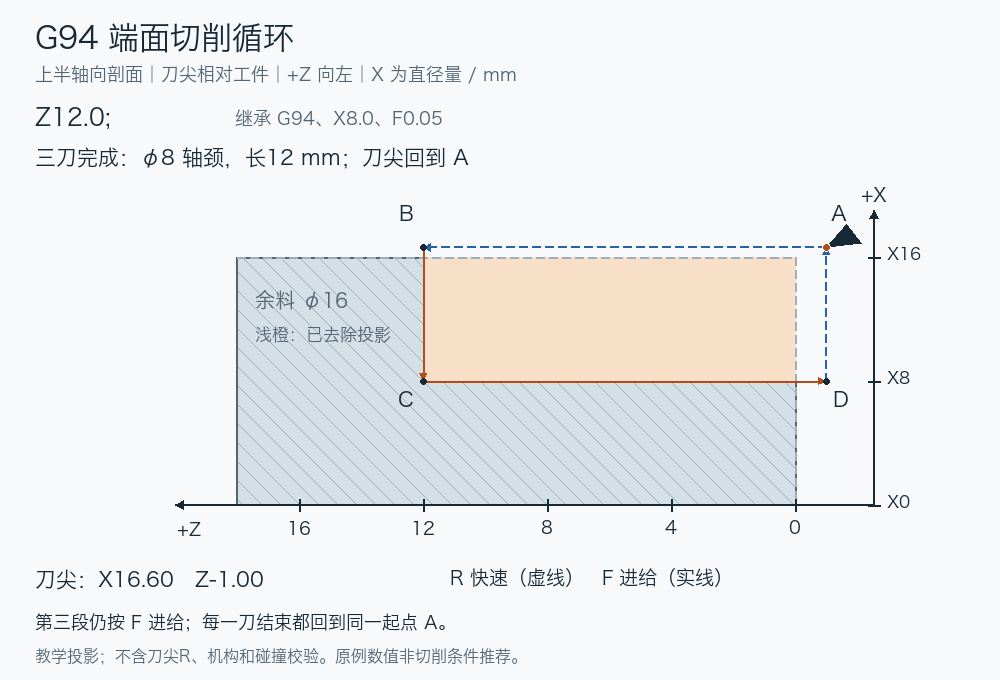 G94 端面切削循环
上半轴向剖面｜刀尖相对工件｜+Z 向左｜X 为直径量 / mm
Z12.0; 继承 G94、X8.0、F0.05
三刀完成：φ8 轴颈，长12 mm；刀尖回到 A
+X
B
A
X16
余料 φ16
浅橙：已去除投影
X8
C
D
X0
+Z
16
12
8
4
0
刀尖：X16.60 Z-1.00
R 快速（虚线） F 进给（实线）
第三段仍按 F 进给；每一刀结束都回到同一起点 A。
教学投影；不含刀尖R、机构和碰撞校验。原例数值非切削条件推荐。